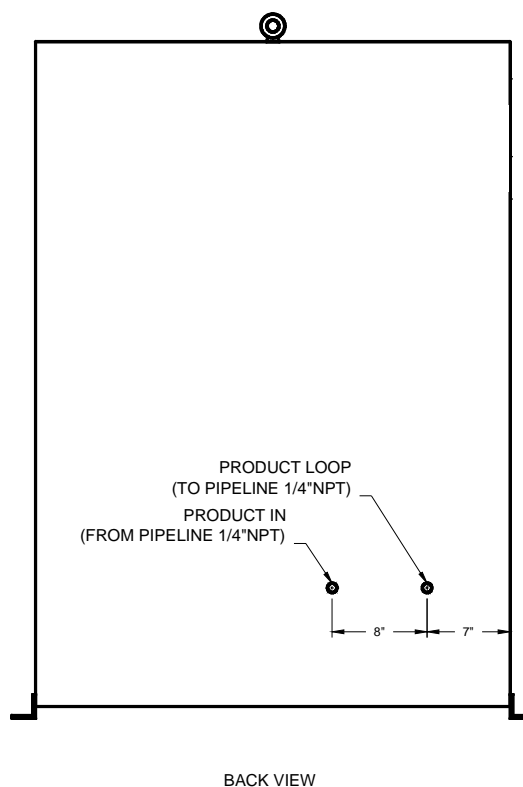 PRODUCT LOOP
(TO PIPELINE 1/4"NPT)
PRODUCT IN
(FROM PIPELINE 1/4"NPT)
8"
7"
BACK VIEW